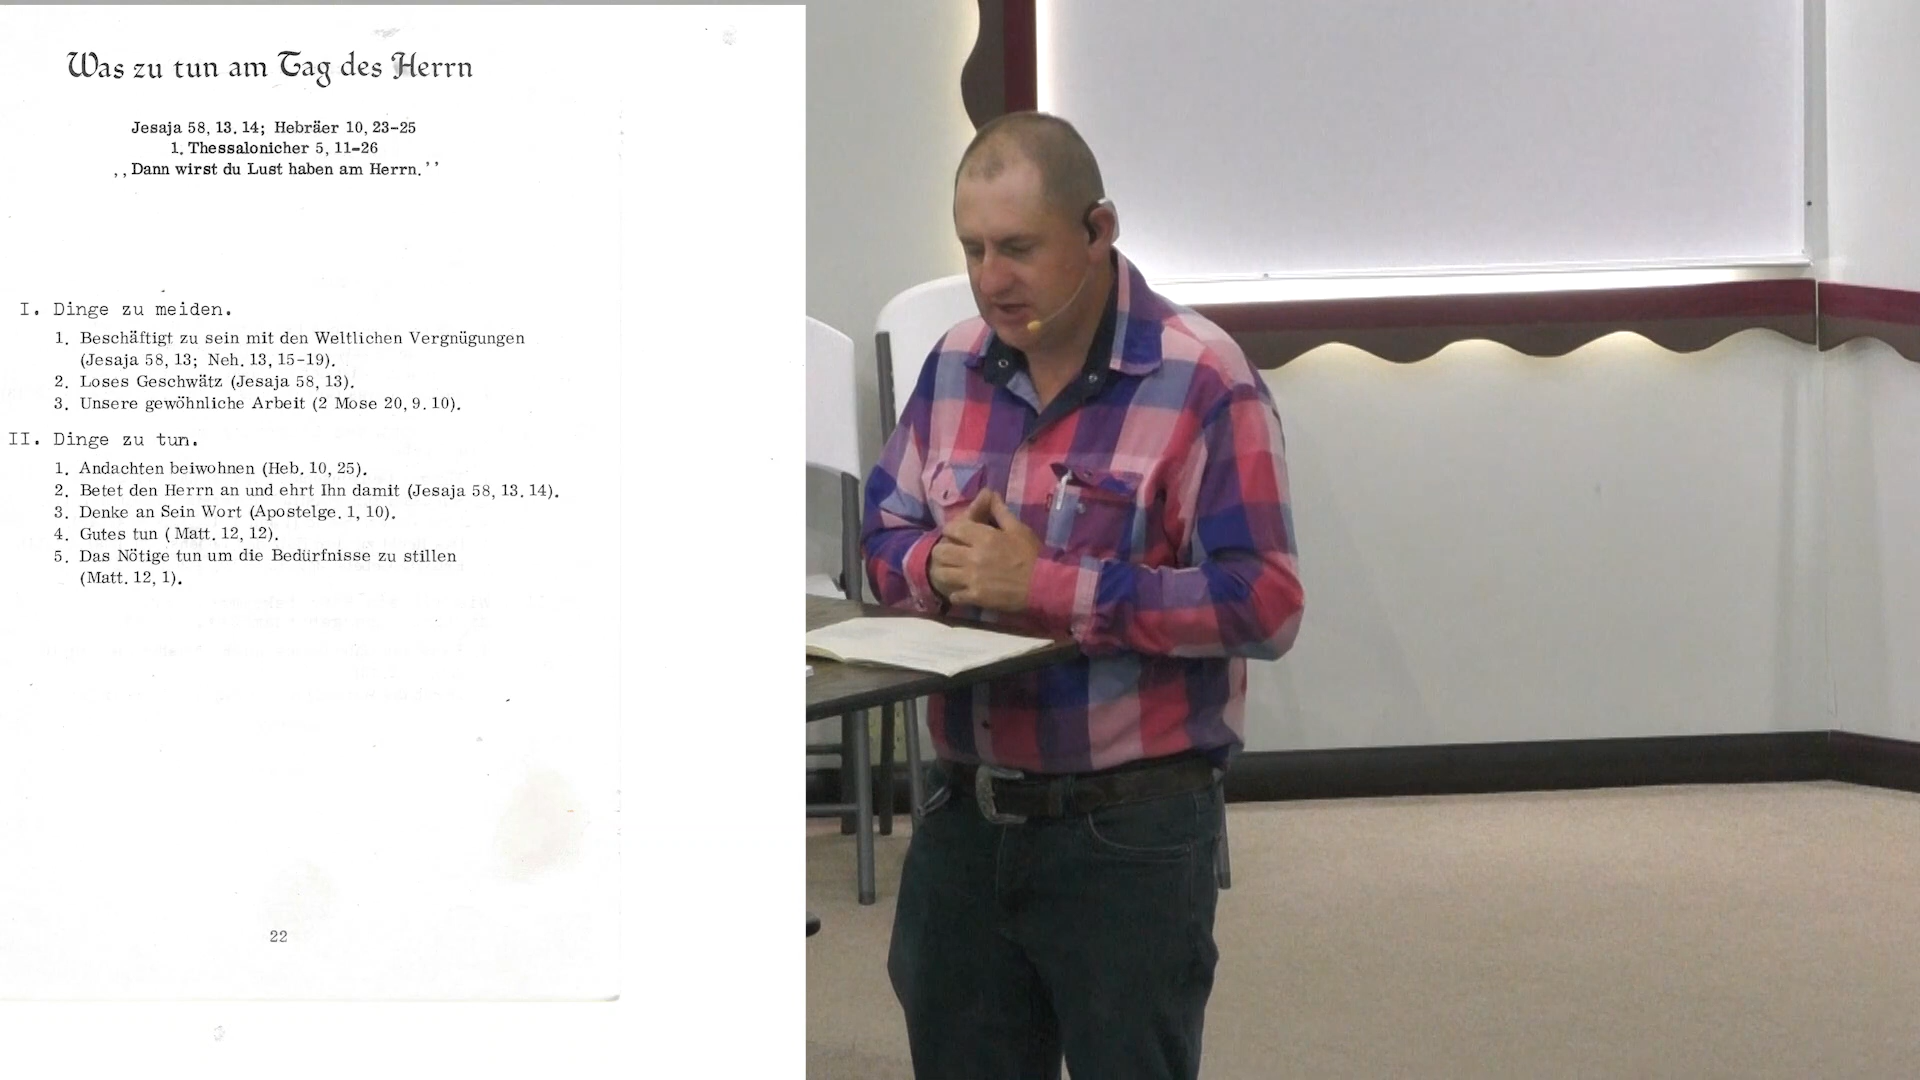 Was zu tun am Tag des Herrn
Jesaja 58, 13. 14; Hebräer 10, 23-25
1. Thessalonicher 5, 11-26
,,Dann wirst du Lust haben am Herrn.''
I. Dinge zu meiden.
1. Beschäftigt zu sein mit den Weltlichen Vergnügungen
(Jesaja 58, 13; Neh. 13, 15-19).
2. Loses Geschwätz (Jesaja 58, 13).
3. Unsere gewöhnliche Arbeit (2 Mose 20, 9. 10).
II. Dinge zu tun.
1. Andachten beiwohnen (Heb. 10, 25).
2. Betet den Herrn an und ehrt Ihn damit (Jesaja 58, 13. 14).
3. Denke an Sein Wort (Apostelge. 1, 10).
4. Gutes tun ( Matt. 12, 12).
5. Das Nötige tun um die Bedürfnisse zu stillen
(Matt. 12, 1).
22